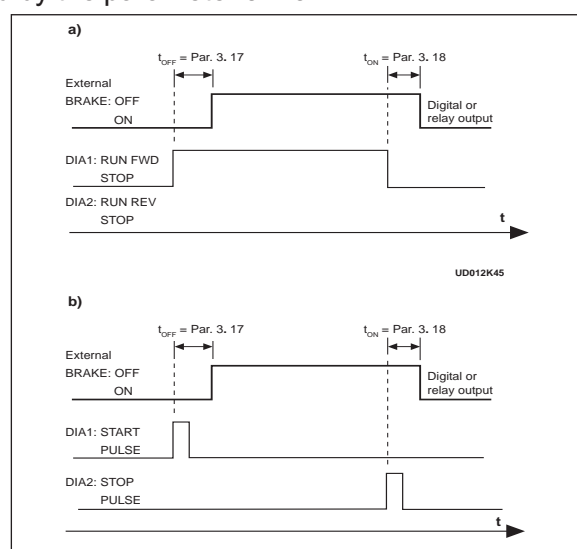 a)
tOFF = Par. 3. 17
tON = Par. 3. 18
External
BRAKE: OFF
ON
Digital or
relay output
DIA1: RUN FWD
STOP
DIA2: RUN REV
STOP
t
UD012K45
b)
tOFF = Par. 3. 17
tON = Par. 3. 18
External
BRAKE: OFF
ON
Digital or
relay output
DIA1: START
PULSE
DIA2: STOP
PULSE
t